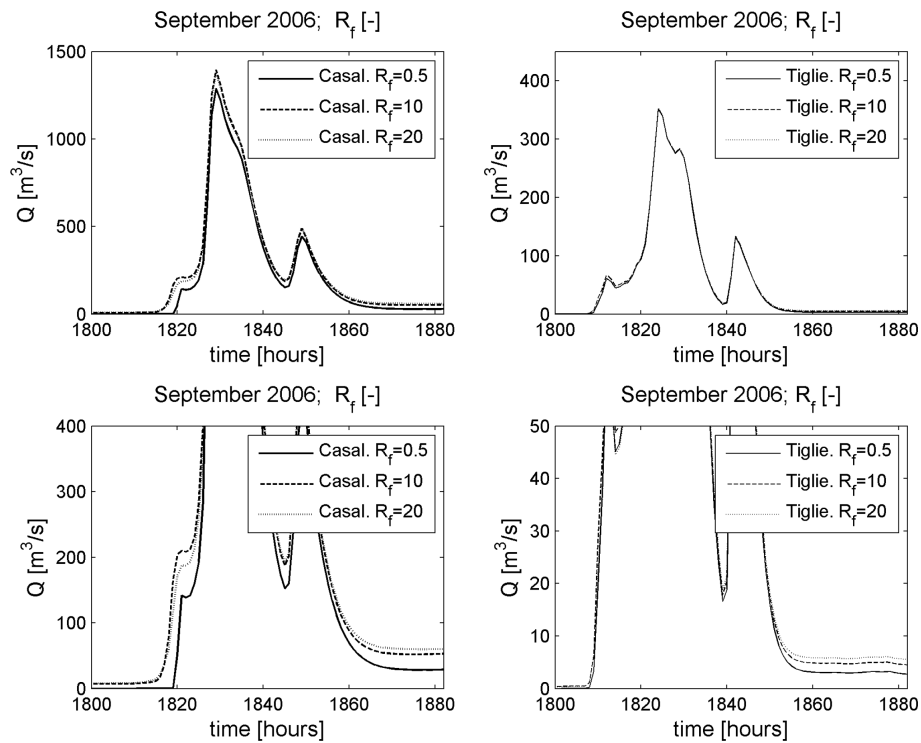 September 2006; R_f [-]
Q [m³/s]
1500
1000
500
0
Casal. R_f=0.5
Casal. R_f=10
Casal. R_f=20
1800 1820 1840 1860 1880
time [hours]
September 2006; R_f [-]
Q [m³/s]
400
300
200
100
0
Tiglie. R_f=0.5
Tiglie. R_f=10
Tiglie. R_f=20
1800 1820 1840 1860 1880
time [hours]
September 2006; R_f [-]
Q [m³/s]
400
300
200
100
0
Casal. R_f=0.5
Casal. R_f=10
Casal. R_f=20
1800 1820 1840 1860 1880
time [hours]
September 2006; R_f [-]
Q [m³/s]
50
40
30
20
10
0
Tiglie. R_f=0.5
Tiglie. R_f=10
Tiglie. R_f=20
1800 1820 1840 1860 1880
time [hours]